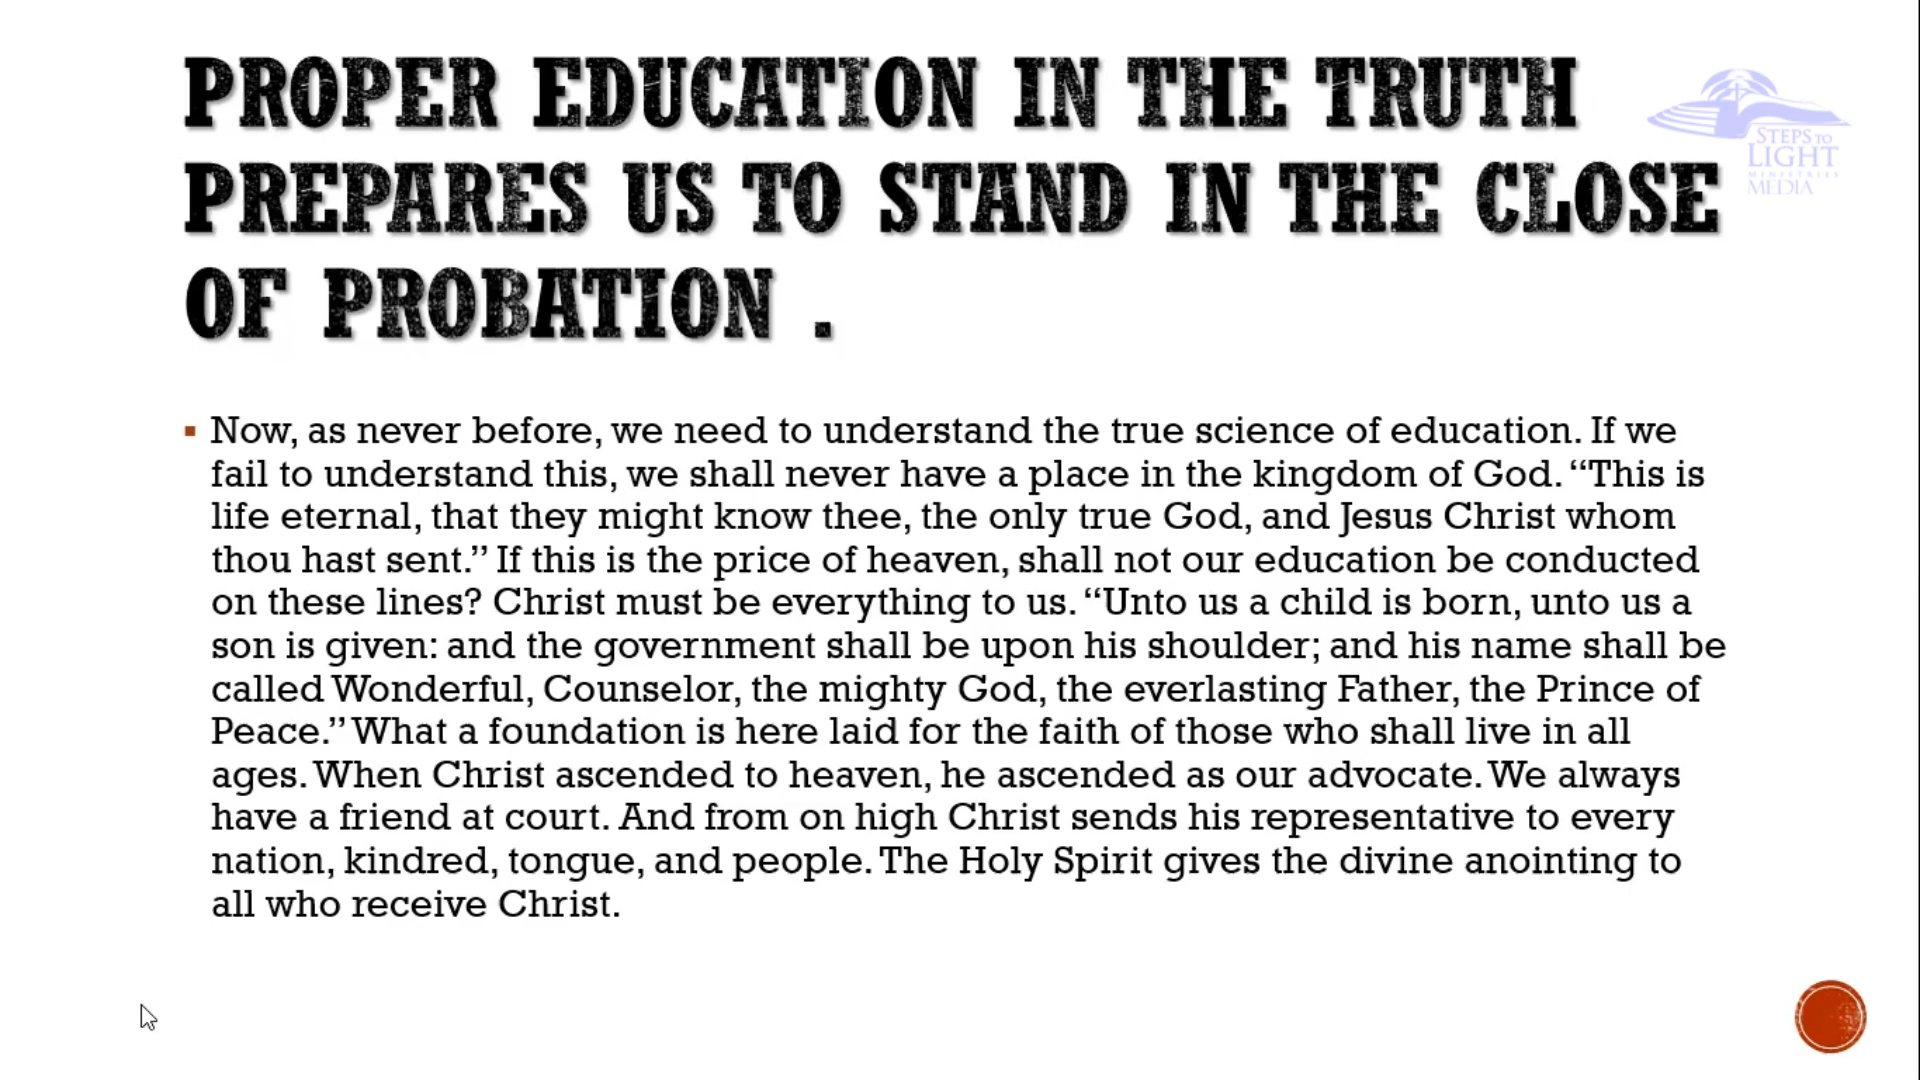 PROPER EDUCATION IN THE TRUTH
PREPARES US TO STAND IN THE CLOSE
OF PROBATION .
STEPS TO
LIGHT
MINISTRIES
MEDIA
▪ Now, as never before, we need to understand the true science of education. If we
fail to understand this, we shall never have a place in the kingdom of God. “This is
life eternal, that they might know thee, the only true God, and Jesus Christ whom
thou hast sent.” If this is the price of heaven, shall not our education be conducted
on these lines? Christ must be everything to us. “Unto us a child is born, unto us a
son is given: and the government shall be upon his shoulder; and his name shall be
called Wonderful, Counselor, the mighty God, the everlasting Father, the Prince of
Peace.” What a foundation is here laid for the faith of those who shall live in all
ages. When Christ ascended to heaven, he ascended as our advocate. We always
have a friend at court. And from on high Christ sends his representative to every
nation, kindred, tongue, and people. The Holy Spirit gives the divine anointing to
all who receive Christ.